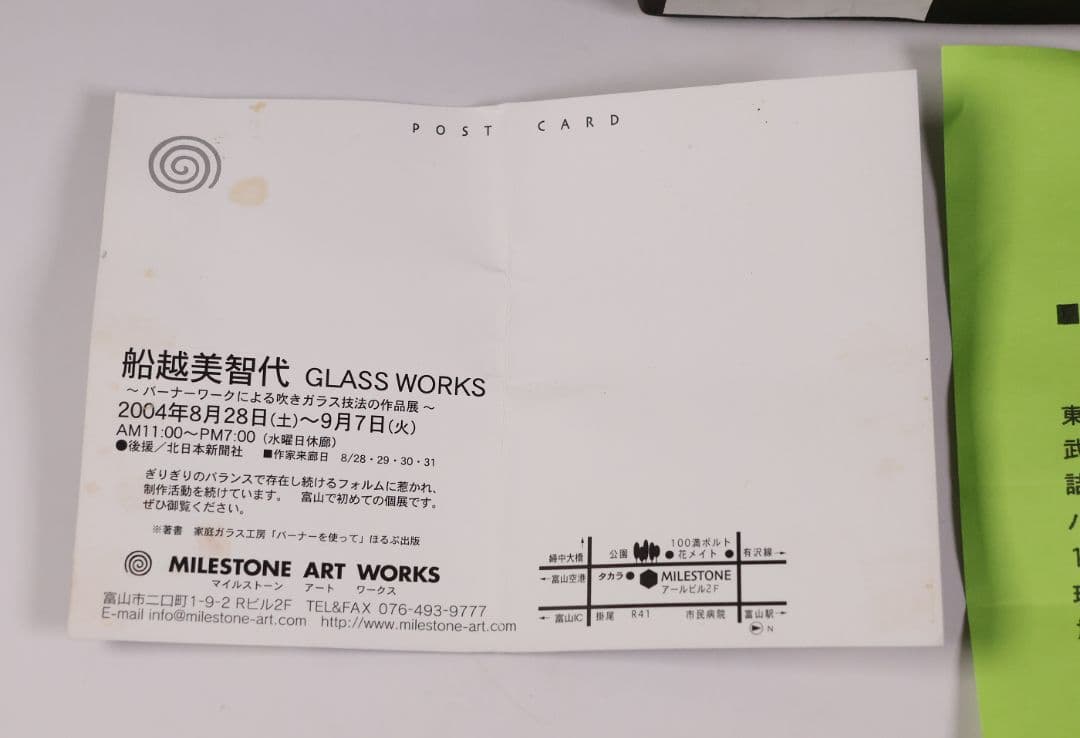 POST CARD
船越美智代 GLASS WORKS
～ バーナーワークによる吹きガラス技法の作品展 ～
2004年8月28日(土)～9月7日(火)
AM11:00～PM7:00 (水曜日休廊)
●後援／北日本新聞社 ■作家来廊日 8/28・29・30・31
ぎりぎりのバランスで存在し続けるフォルムに惹かれ、
制作活動を続けています。 富山で初めての個展です。
ぜひ御覧ください。
※著書 家庭ガラス工房「バーナーを使って」ほるぷ出版
MILESTONE ART WORKS
マイルストーン アート ワークス
富山市二口町1-9-2 Rビル2F TEL&FAX 076-493-9777
E-mail info@milestone-art.com http://www.milestone-art.com
婦中大橋
公園
100満ボルト
●花メイト
有沢線→
←富山空港
タカラ●
MILESTONE
アールビル2F
←富山IC
掛尾
R41
市民病院
富山駅→
N
東
武
詰